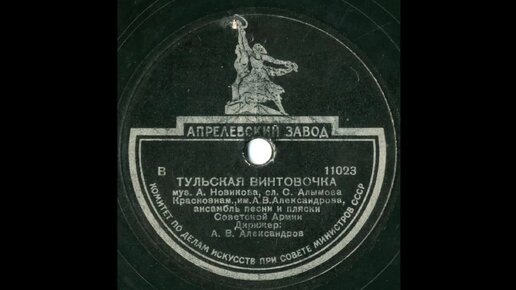 АПРЕЛЕВСКИЙ ЗАВОД
В 11023
ТУЛЬСКАЯ ВИНТОВОЧКА
муз. А. Новикова, сл. С. Алымова
Краснознам. им. А. В. Александрова,
ансамбль песни и пляски
Советской Армии
Дирижер:
А. В. Александров
КОМИТЕТ ПО ДЕЛАМ ИСКУССТВ ПРИ СОВЕТЕ МИНИСТРОВ СССР